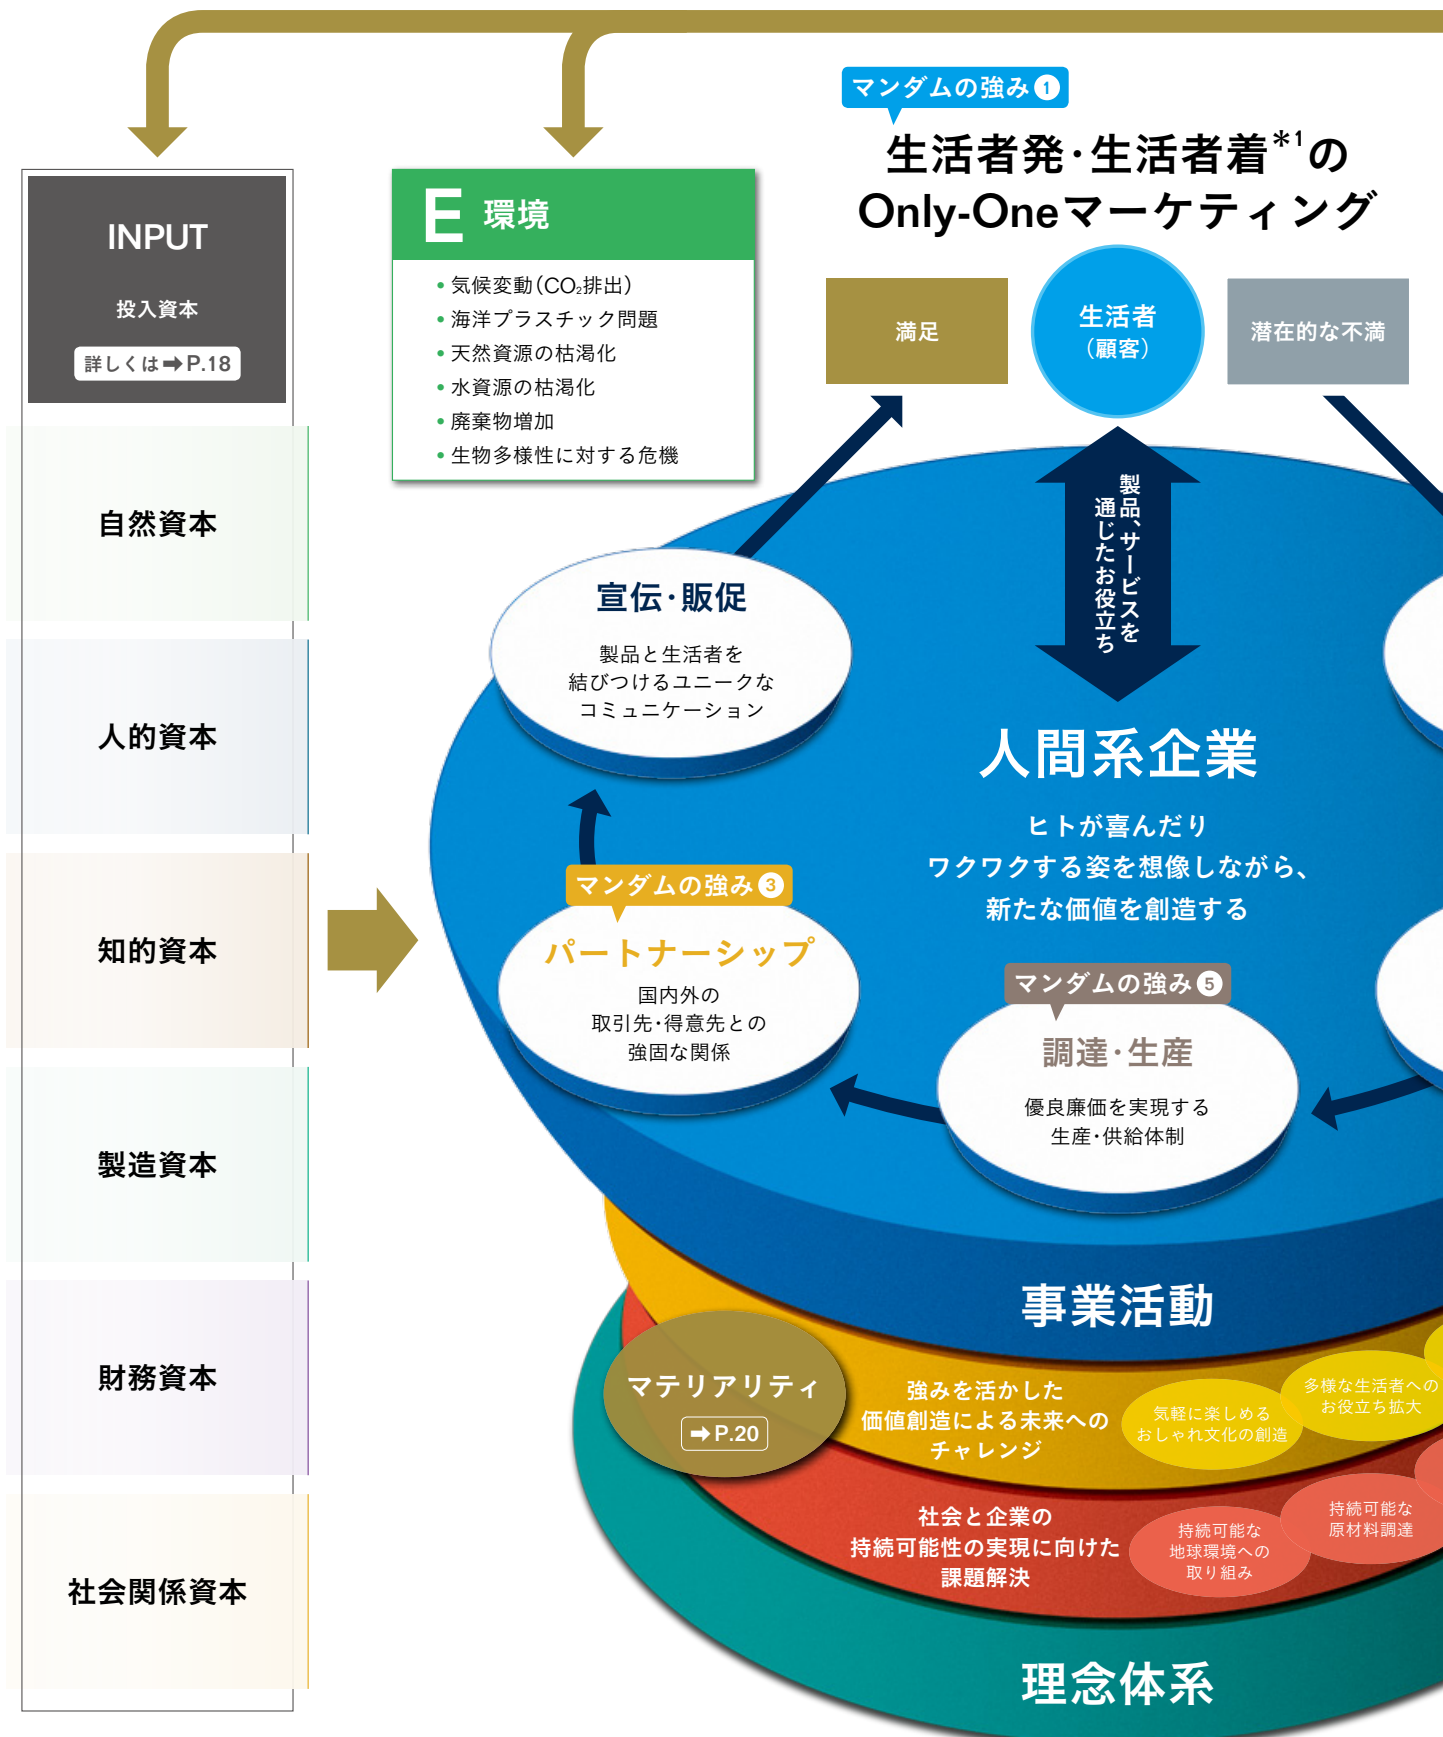 マンダムの強み❶
生活者発・生活者着*1の
Only-Oneマーケティング
INPUT
投入資本
詳しくは➡P.18
自然資本
人的資本
知的資本
製造資本
財務資本
社会関係資本
E 環境
• 気候変動(CO₂排出)
• 海洋プラスチック問題
• 天然資源の枯渇化
• 水資源の枯渇化
• 廃棄物増加
• 生物多様性に対する危機
満足
生活者
(顧客)
潜在的な不満
製品、サービスを
通じたお役立ち
宣伝・販促
製品と生活者を
結びつけるユニークな
コミュニケーション
人間系企業
ヒトが喜んだり
ワクワクする姿を想像しながら、
新たな価値を創造する
マンダムの強み❸
パートナーシップ
国内外の
取引先・得意先との
強固な関係
マンダムの強み❺
調達・生産
優良廉価を実現する
生産・供給体制
事業活動
マテリアリティ
➡P.20
強みを活かした
価値創造による未来への
チャレンジ
気軽に楽しめる
おしゃれ文化の創造
多様な生活者への
お役立ち拡大
社会と企業の
持続可能性の実現に向けた
課題解決
持続可能な
地球環境への
取り組み
持続可能な
原材料調達
理念体系